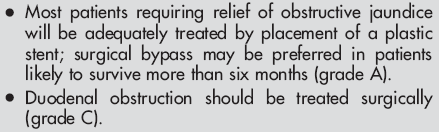 • Most patients requiring relief of obstructive jaundice
will be adequately treated by placement of a plastic
stent; surgical bypass may be preferred in patients
likely to survive more than six months (grade A).
• Duodenal obstruction should be treated surgically
(grade C).